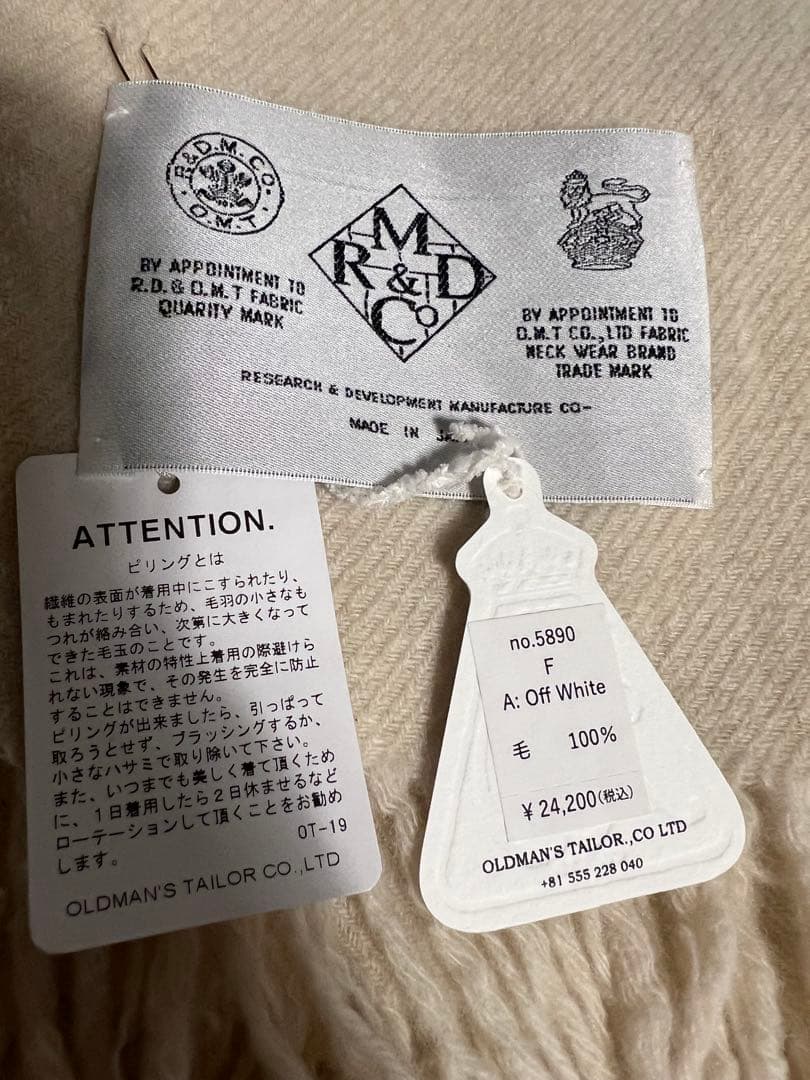 R.&D.M.CO-
O.M.T
BY APPOINTMENT TO
R.D.& O.M.T FABRIC
QUARITY MARK
M
R & D
Co
BY APPOINTMENT TO
O.M.T CO.,LTD FABRIC
NECK WEAR BRAND
TRADE MARK
RESEARCH & DEVELOPMENT MANUFACTURE CO-
MADE IN
ATTENTION.
ピリングとは
繊維の表面が着用中にこすられたり、
もまれたりするため、毛羽の小さなも
つれが絡み合い、次第に大きくなって
できた毛玉のことです。
これは、素材の特性上着用の際避けら
れない現象で、その発生を完全に防止
することはできません。
ピリングが出来ましたら、引っぱって
取ろうとせず、ブラッシングするか、
小さなハサミで取り除いて下さい。
また、いつまでも美しく着て頂くため
に、1日着用したら2日休ませるなど
ローテーションして頂くことをお勧め
します。
OT-19
OLDMAN'S TAILOR CO.,LTD
no.5890
F
A: Off White
毛 100%
¥24,200(税込)
OLDMAN'S TAILOR.,CO LTD
+81 555 228 040